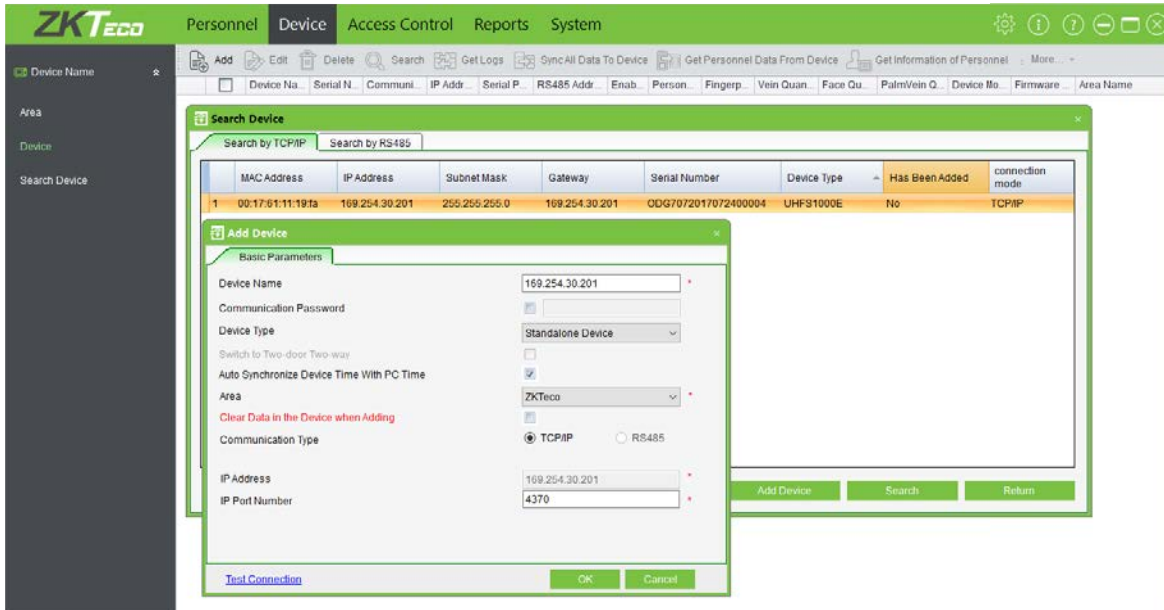 ZKTeco
Personnel Device Access Control Reports System
Add Edit Delete Search Get Logs Sync All Data To Device Get Personnel Data From Device Get Information of Personnel More...
Device Name
Device Na... Serial N... Communi... IP Addr... Serial P... RS485 Addr... Enab... Person... Fingerp... Vein Quan... Face Qu... PalmVein Q... Device Mo... Firmware ... Area Name
Area
Device
Search Device
Search Device
Search by TCP/IP Search by RS485
MAC Address IP Address Subnet Mask Gateway Serial Number Device Type Has Been Added connection mode
1 00:17:61:11:19:fa 169.254.30.201 255.255.255.0 169.254.30.201 ODG7072017072400004 UHFS1000E No TCP/IP
Add Device
Basic Parameters
Device Name 169.254.30.201 *
Communication Password
Device Type Standalone Device
Switch to Two-door Two-way
Auto Synchronize Device Time With PC Time
Area ZKTeco *
Clear Data in the Device when Adding
Communication Type TCP/IP RS485
IP Address 169.254.30.201 *
IP Port Number 4370 *
Add Device Search Return
Test Connection OK Cancel